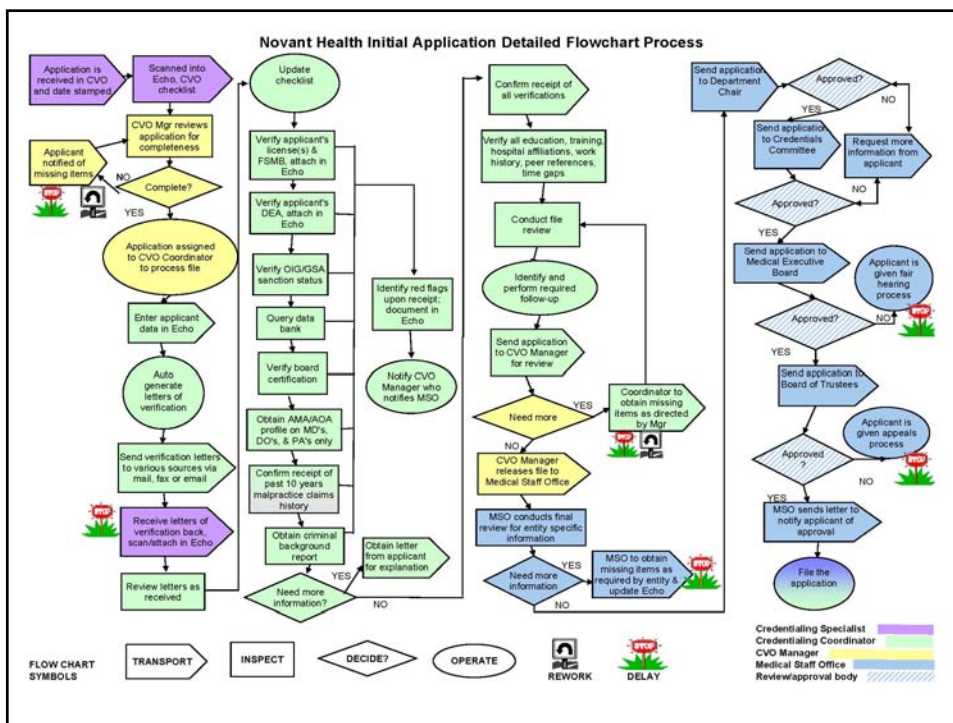 Novant Health Initial Application Detailed Flowchart Process
Application is
received in CVO
and date stamped
Scanned into
Echo, CVO
checklist
CVO Mgr reviews
application for
completeness
Applicant
notified of
missing items
NO
Complete?
YES
Application assigned
to CVO Coordinator
to process file
Enter applicant
data in Echo
Auto
generate
letters of
verification
Send verification letters
to various sources via
mail, fax or email
STOP
Receive letters of
verification back,
scan/attach in Echo
Review letters as
received
Update
checklist
Verify applicant's
license(s) &
FSMB, attach in
Echo
Verify applicant's
DEA, attach in
Echo
Verify OIG/GSA
sanction status
Query data
bank
Verify board
certification
Obtain AMA/AOA
profile on MD's,
DO's, & PA's only
Confirm receipt of
past 10 years
malpractice claims
history
Obtain criminal
background
report
Need more
information?
YES
NO
Obtain letter
from applicant
for explanation
Identify red flags
upon receipt;
document in
Echo
Notify CVO
Manager who
notifies MSO
Confirm receipt of
all verifications
Verify all education, training,
hospital affiliations, work
history, peer references,
time gaps
Conduct file
review
Identify and
perform required
follow-up
Send application
to CVO Manager
for review
Need more
YES
Coordinator to
obtain missing
items as directed
by Mgr
STOP
NO
CVO Manager
releases file to
Medical Staff Office
MSO conducts final
review for entity specific
information
Need more
information
YES
MSO to obtain
missing items as
required by entity &
update Echo
STOP
NO
Send application
to Department
Chair
Approved?
YES
NO
Send application
to Credentials
Committee
Request more
information from
applicant
NO
Approved?
YES
Send application to
Medical Executive
Board
Applicant is
given fair
hearing
process
Approved?
NO
STOP
YES
Send application to
Board of Trustees
Applicant is
given appeals
process
Approved
?
NO
STOP
YES
MSO sends letter to
notify applicant of
approval
File the
application
Credentialing Specialist
Credentialing Coordinator
CVO Manager
Medical Staff Office
Review/approval body
FLOW CHART
SYMBOLS
TRANSPORT
INSPECT
DECIDE?
OPERATE
REWORK
STOP
DELAY